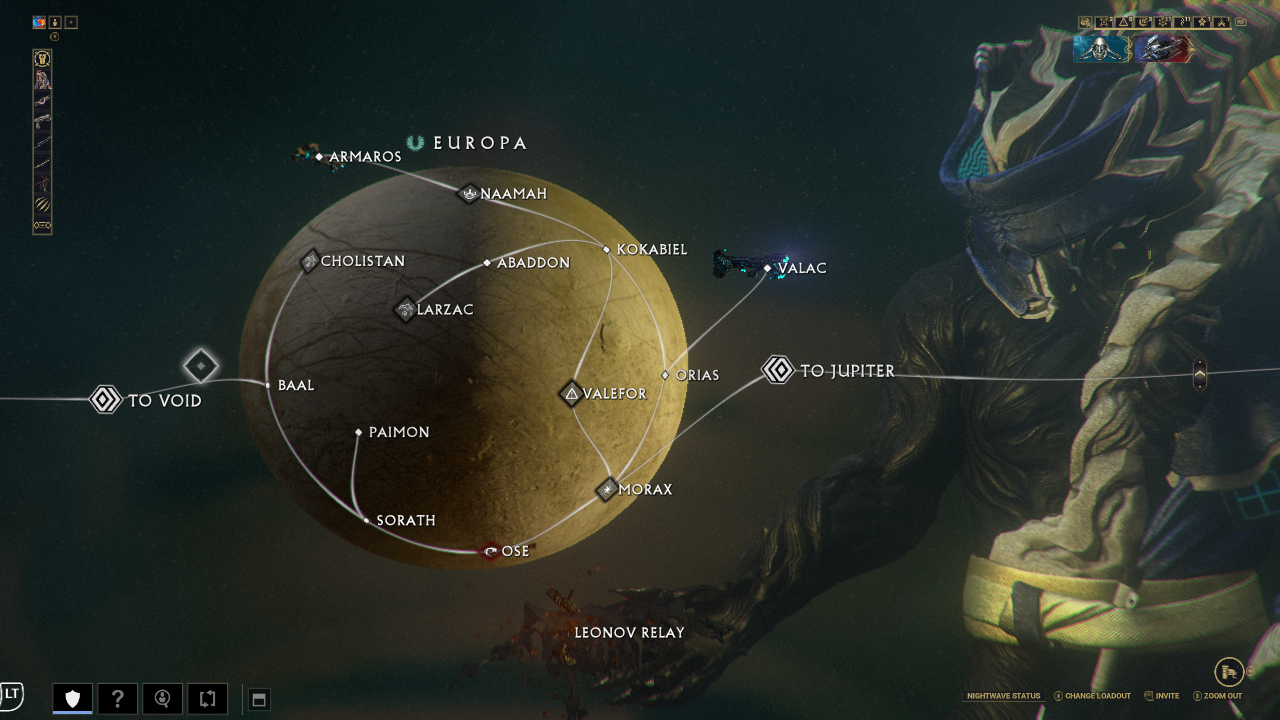 EUROPA
ARMAROS
NAAMAH
KOKABIEL
CHOLISTAN
ABADDON
VALAC
LARZAC
TO JUPITER
ORIAS
BAAL
VALEFOR
TO VOID
PAIMON
MORAX
SORATH
OSE
LEONOV RELAY
LT
?
NIGHTWAVE STATUS
CHANGE LOADOUT
INVITE
ZOOM OUT